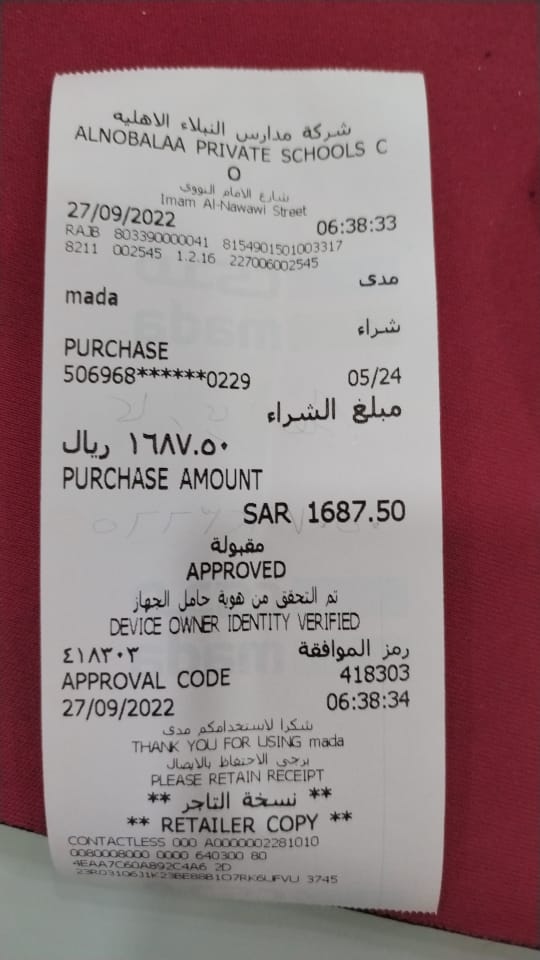 شركة مدارس النبلاء الاهليه
ALNOBALAA PRIVATE SCHOOLS C
O
شارع الامام النووي
Imam Al-Nawawi Street
27/09/2022 06:38:33
RAJB 803390000041 8154901501003317
8211 002545 1.2.16 227006002545
مدى
mada
شراء
PURCHASE
506968******0229 05/24
مبلغ الشراء
١٦٨٧.٥٠ ريال
PURCHASE AMOUNT
SAR 1687.50
مقبولة
APPROVED
تم التحقق من هوية حامل الجهاز
DEVICE OWNER IDENTITY VERIFIED
رمز الموافقة ٤١٨٣٠٣
APPROVAL CODE 418303
27/09/2022 06:38:34
شكرا لاستخدامكم مدى
THANK YOU FOR USING mada
يرجى الاحتفاظ بالايصال
PLEASE RETAIN RECEIPT
** نسخة التاجر **
** RETAILER COPY **
CONTACTLESS 000 A0000002281010
0080008000 0000 640300 80
4EAA7C60A892C4A6 2D
3745